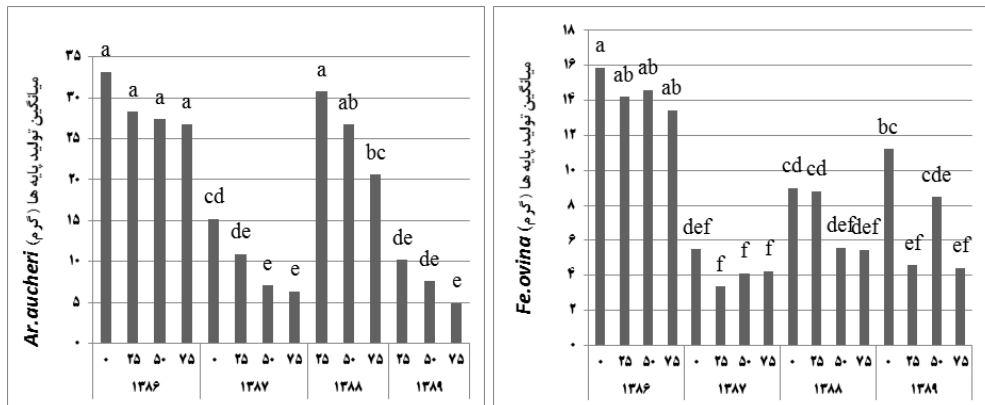 Ar.aucheri میانگین تولید پایه ها (گرم)
۳۵
۳۰
۲۵
۲۰
۱۵
۱۰
۵
۰
a
a
a
a
cd
de
e
e
a
ab
bc
de
de
e
۰ ۲۵ ۵۰ ۷۵ ۰ ۲۵ ۵۰ ۷۵ ۲۵ ۵۰ ۷۵ ۲۵ ۵۰ ۷۵
۱۳۸۶ ۱۳۸۷ ۱۳۸۸ ۱۳۸۹
Fe.ovina میانگین تولید پایه ها (گرم)
۱۸
۱۶
۱۴
۱۲
۱۰
۸
۶
۴
۲
۰
a
ab
ab
ab
def
f
f
f
cd
cd
def
def
bc
ef
cde
ef
۰ ۲۵ ۵۰ ۷۵ ۰ ۲۵ ۵۰ ۷۵ ۰ ۲۵ ۵۰ ۷۵ ۰ ۲۵ ۵۰ ۷۵
۱۳۸۶ ۱۳۸۷ ۱۳۸۸ ۱۳۸۹